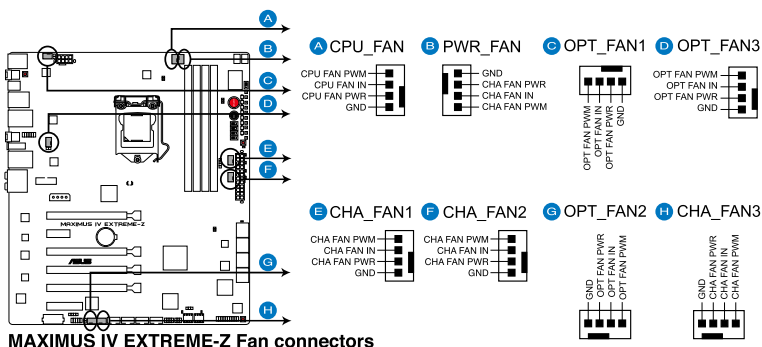 A
B
C
D
E
F
G
H
MAXIMUS IV EXTREME-Z
ASUS
A CPU_FAN
CPU FAN PWM
CPU FAN IN
CPU FAN PWR
GND
B PWR_FAN
GND
CHA FAN PWR
CHA FAN IN
CHA FAN PWM
C OPT_FAN1
OPT FAN PWM
OPT FAN IN
OPT FAN PWR
GND
D OPT_FAN3
OPT FAN PWM
OPT FAN IN
OPT FAN PWR
GND
E CHA_FAN1
CHA FAN PWM
CHA FAN IN
CHA FAN PWR
GND
F CHA_FAN2
CHA FAN PWM
CHA FAN IN
CHA FAN PWR
GND
G OPT_FAN2
GND
OPT FAN PWR
OPT FAN IN
OPT FAN PWM
H CHA_FAN3
GND
CHA FAN PWR
CHA FAN IN
CHA FAN PWM
MAXIMUS IV EXTREME-Z Fan connectors